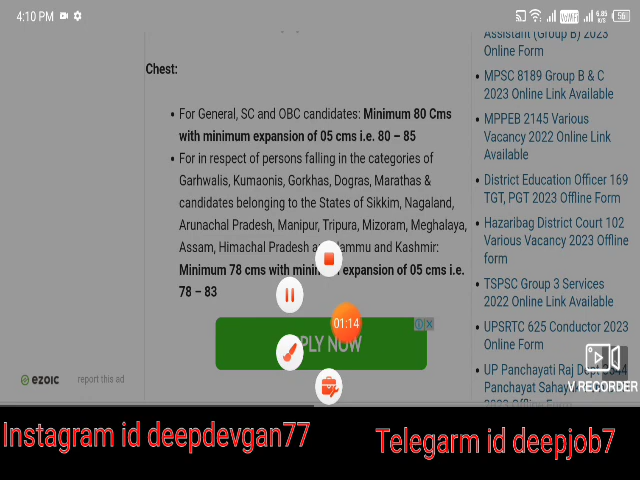 4:10 PM
6.85 K/s
56
Assistant (Group B) 2023
Online Form
Chest:
MPSC 8189 Group B & C
2023 Online Link Available
For General, SC and OBC candidates: Minimum 80 Cms
with minimum expansion of 05 cms i.e. 80 – 85
MPPEB 2145 Various
Vacancy 2022 Online Link
Available
For in respect of persons falling in the categories of
Garhwalis, Kumaonis, Gorkhas, Dogras, Marathas &
candidates belonging to the States of Sikkim, Nagaland,
Arunachal Pradesh, Manipur, Tripura, Mizoram, Meghalaya,
Assam, Himachal Pradesh Jammu and Kashmir:
Minimum 78 cms with expansion of 05 cms i.e.
78 – 83
District Education Officer 169
TGT, PGT 2023 Offline Form
Hazaribag District Court 102
Various Vacancy 2023 Offline
form
TSPSC Group 3 Services
2022 Online Link Available
UPSRTC 625 Conductor 2023
Online Form
UP Panchayati Raj Dept
Panchayat Sahay
01:14
PLY NOW
ezoic
report this ad
V RECORDER
Instagram id deepdevgan77
Telegarm id deepjob7